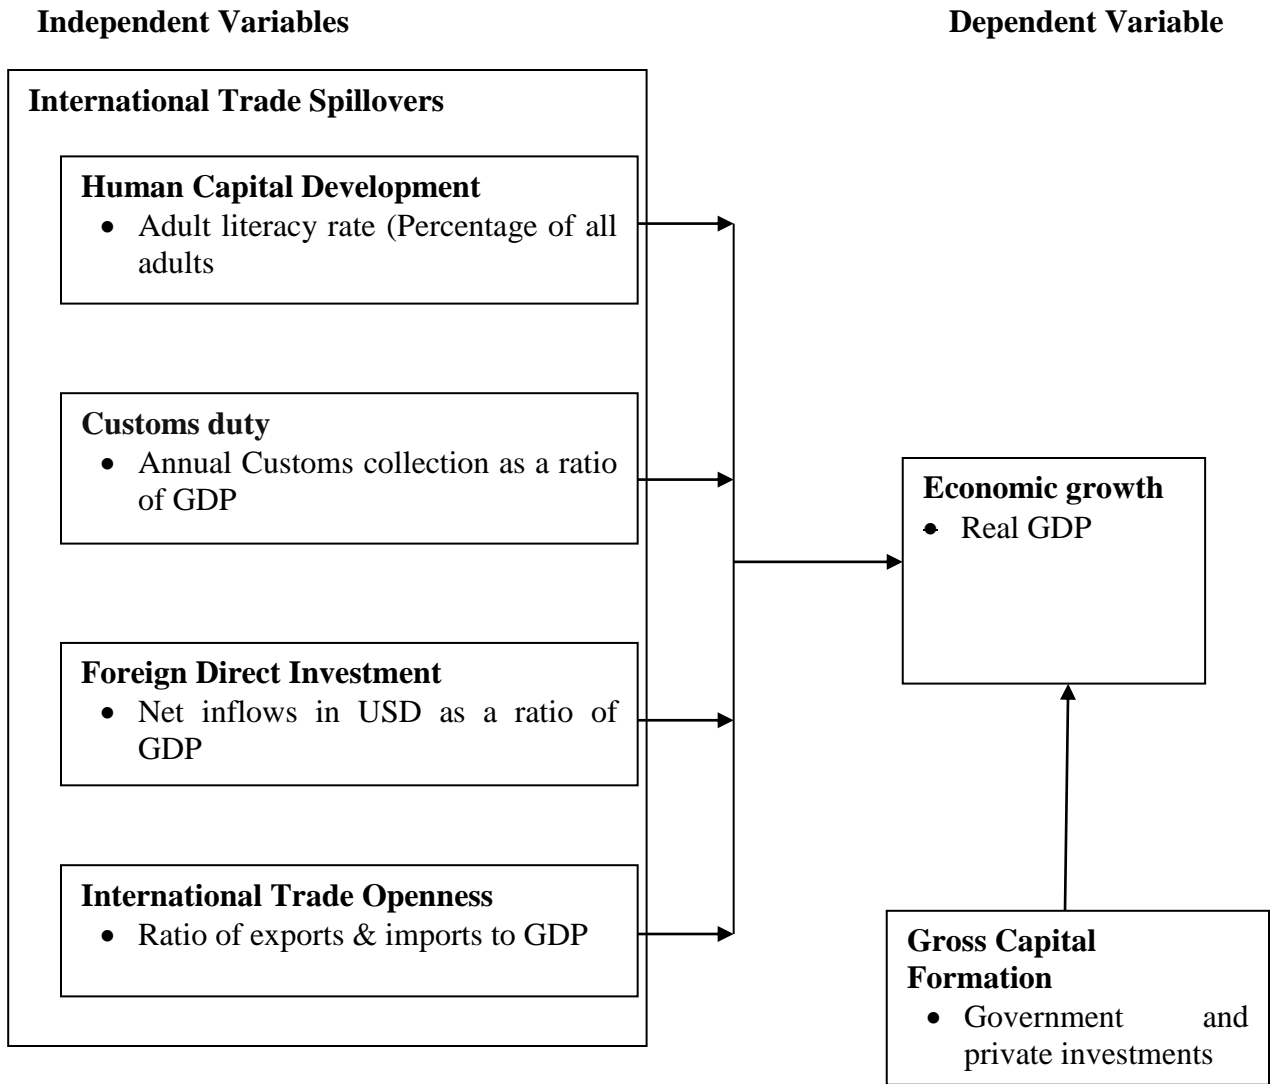 Independent Variables
Dependent Variable
International Trade Spillovers
Human Capital Development
• Adult literacy rate (Percentage of all
adults
Customs duty
• Annual Customs collection as a ratio
of GDP
Foreign Direct Investment
• Net inflows in USD as a ratio of
GDP
International Trade Openness
• Ratio of exports & imports to GDP
Economic growth
• Real GDP
Gross Capital
Formation
• Government and
private investments